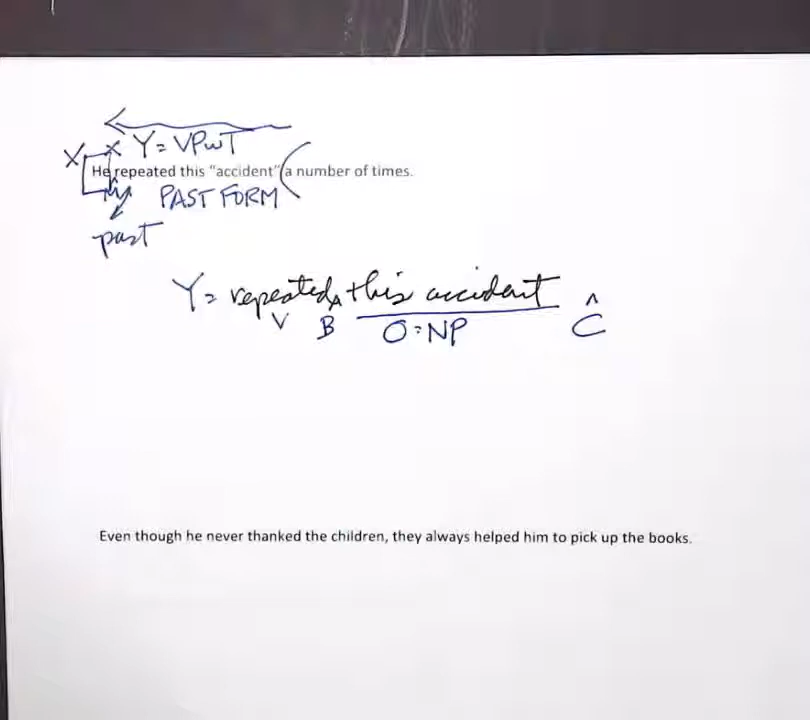 X x Y = VPwT
He repeated this "accident" (a number of times.
PAST FORM
past
Y = repeated ^ this accident ^
V B O = NP C
Even though he never thanked the children, they always helped him to pick up the books.